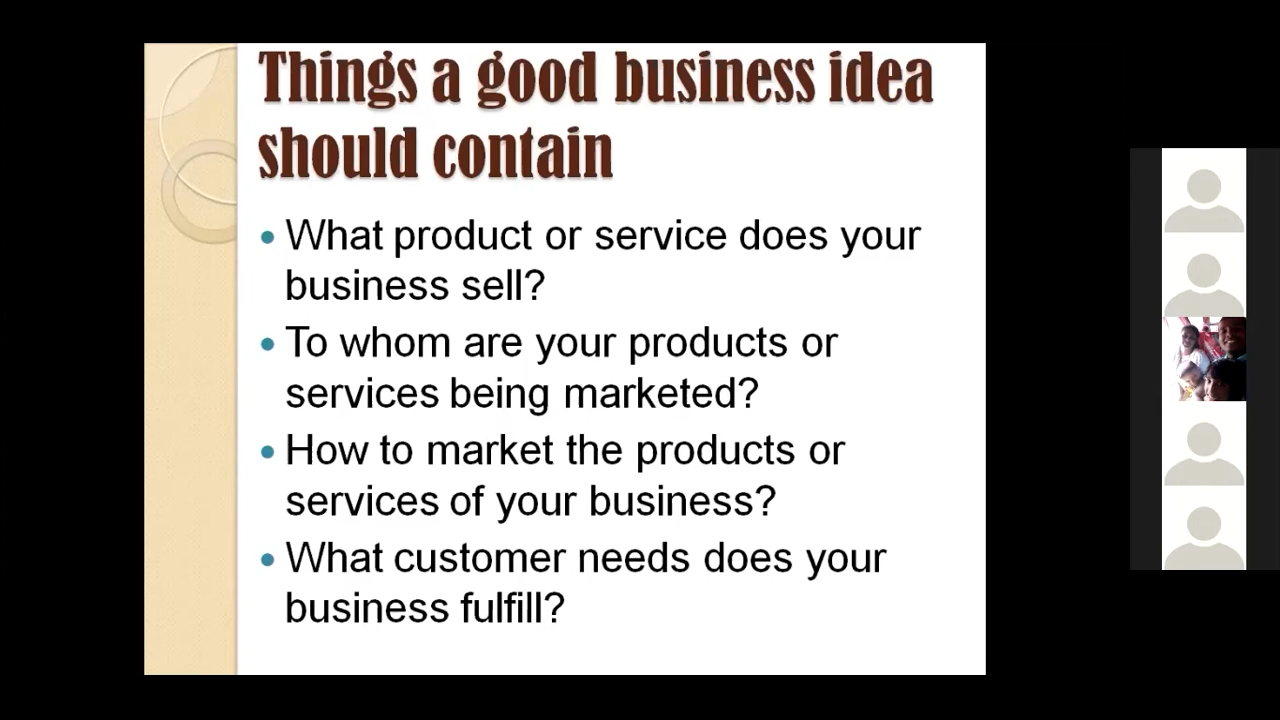 Things a good business idea
should contain
• What product or service does your
business sell?
• To whom are your products or
services being marketed?
• How to market the products or
services of your business?
• What customer needs does your
business fulfill?